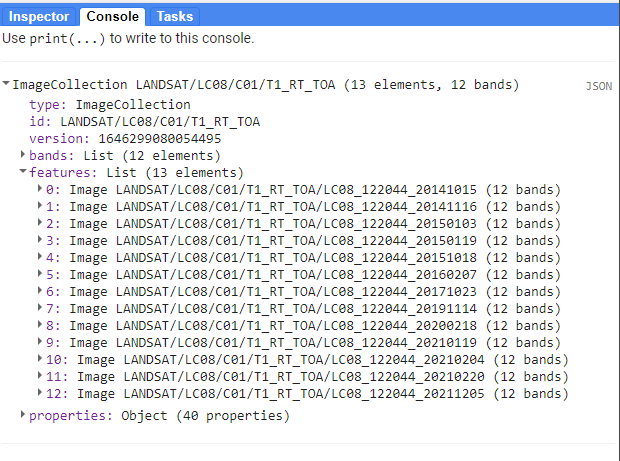 Inspector Console Tasks
Use print(...) to write to this console.
ImageCollection LANDSAT/LC08/C01/T1_RT_TOA (13 elements, 12 bands) JSON
type: ImageCollection
id: LANDSAT/LC08/C01/T1_RT_TOA
version: 1646299080054495
bands: List (12 elements)
features: List (13 elements)
0: Image LANDSAT/LC08/C01/T1_RT_TOA/LC08_122044_20141015 (12 bands)
1: Image LANDSAT/LC08/C01/T1_RT_TOA/LC08_122044_20141116 (12 bands)
2: Image LANDSAT/LC08/C01/T1_RT_TOA/LC08_122044_20150103 (12 bands)
3: Image LANDSAT/LC08/C01/T1_RT_TOA/LC08_122044_20150119 (12 bands)
4: Image LANDSAT/LC08/C01/T1_RT_TOA/LC08_122044_20151018 (12 bands)
5: Image LANDSAT/LC08/C01/T1_RT_TOA/LC08_122044_20160207 (12 bands)
6: Image LANDSAT/LC08/C01/T1_RT_TOA/LC08_122044_20171023 (12 bands)
7: Image LANDSAT/LC08/C01/T1_RT_TOA/LC08_122044_20191114 (12 bands)
8: Image LANDSAT/LC08/C01/T1_RT_TOA/LC08_122044_20200218 (12 bands)
9: Image LANDSAT/LC08/C01/T1_RT_TOA/LC08_122044_20210119 (12 bands)
10: Image LANDSAT/LC08/C01/T1_RT_TOA/LC08_122044_20210204 (12 bands)
11: Image LANDSAT/LC08/C01/T1_RT_TOA/LC08_122044_20210220 (12 bands)
12: Image LANDSAT/LC08/C01/T1_RT_TOA/LC08_122044_20211205 (12 bands)
properties: Object (40 properties)